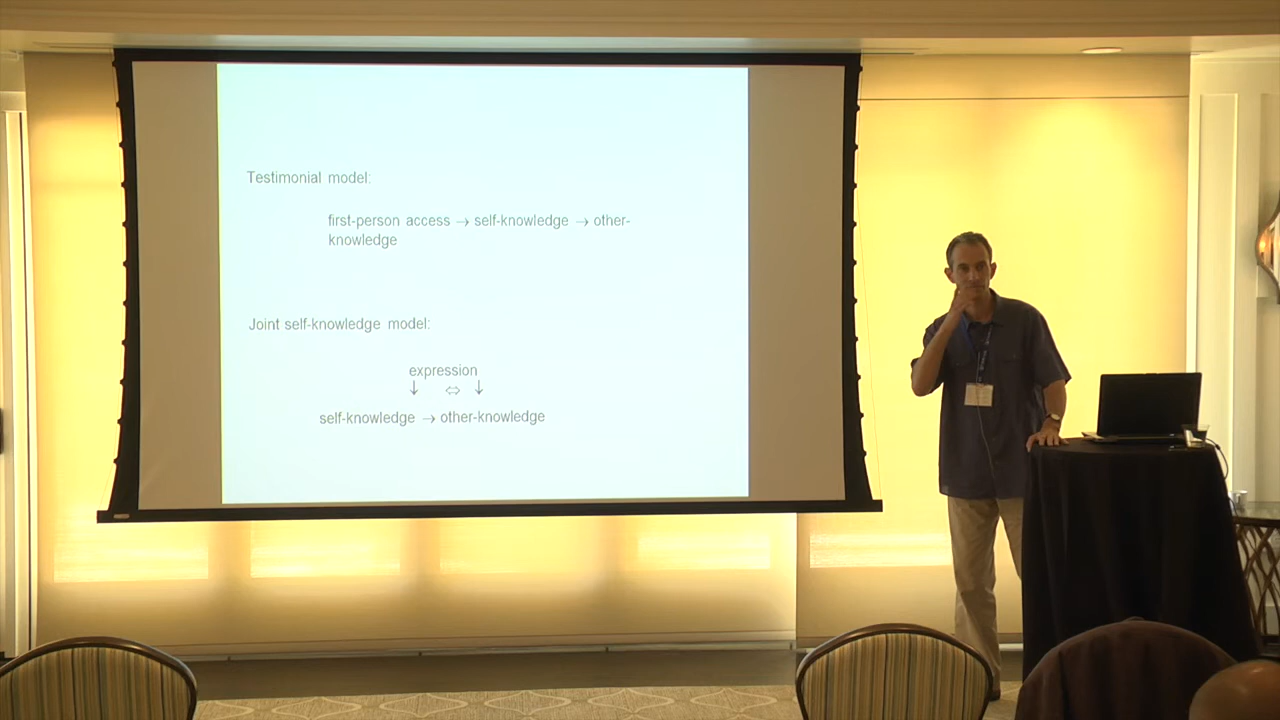 Testimonial model:
first-person access → self-knowledge → other-
knowledge
Joint self-knowledge model:
expression
↓ ⇔ ↓
self-knowledge → other-knowledge